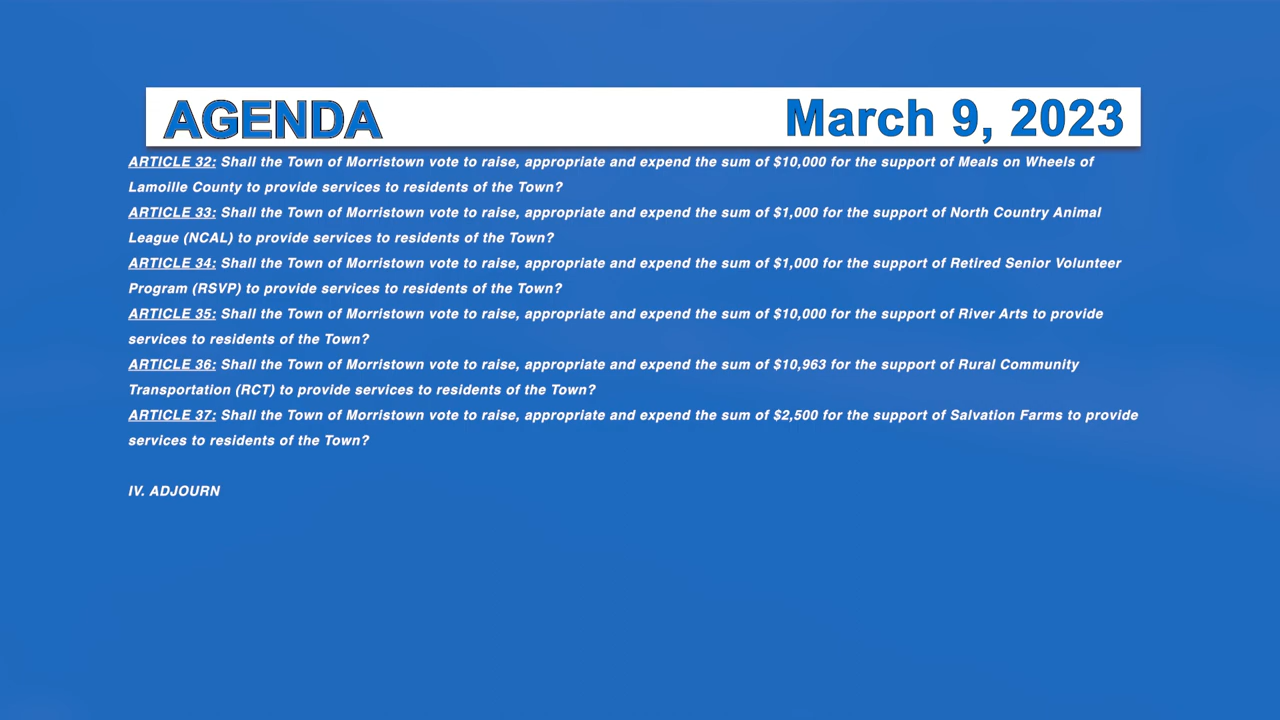 AGENDA March 9, 2023
ARTICLE 32: Shall the Town of Morristown vote to raise, appropriate and expend the sum of $10,000 for the support of Meals on Wheels of
Lamoille County to provide services to residents of the Town?
ARTICLE 33: Shall the Town of Morristown vote to raise, appropriate and expend the sum of $1,000 for the support of North Country Animal
League (NCAL) to provide services to residents of the Town?
ARTICLE 34: Shall the Town of Morristown vote to raise, appropriate and expend the sum of $1,000 for the support of Retired Senior Volunteer
Program (RSVP) to provide services to residents of the Town?
ARTICLE 35: Shall the Town of Morristown vote to raise, appropriate and expend the sum of $10,000 for the support of River Arts to provide
services to residents of the Town?
ARTICLE 36: Shall the Town of Morristown vote to raise, appropriate and expend the sum of $10,963 for the support of Rural Community
Transportation (RCT) to provide services to residents of the Town?
ARTICLE 37: Shall the Town of Morristown vote to raise, appropriate and expend the sum of $2,500 for the support of Salvation Farms to provide
services to residents of the Town?
IV. ADJOURN